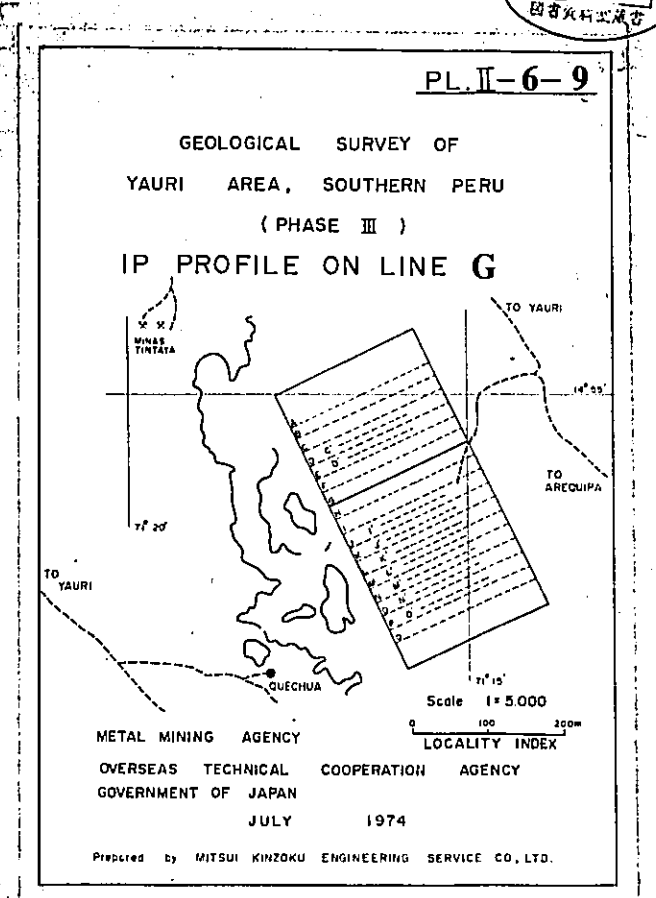 PL.Ⅱ-6-9
GEOLOGICAL SURVEY OF
YAURI AREA, SOUTHERN PERU
( PHASE Ⅲ )
IP PROFILE ON LINE G
TO YAURI
MINAS
TINTAYA
14° 55'
TO
AREQUIPA
71° 20'
TO
YAURI
QUECHUA
71° 15'
Scale 1 = 5.000
0 100 200m
LOCALITY INDEX
METAL MINING AGENCY
OVERSEAS TECHNICAL COOPERATION AGENCY
GOVERNMENT OF JAPAN
JULY 1974
Prepared by MITSUI KINZOKU ENGINEERING SERVICE CO., LTD.